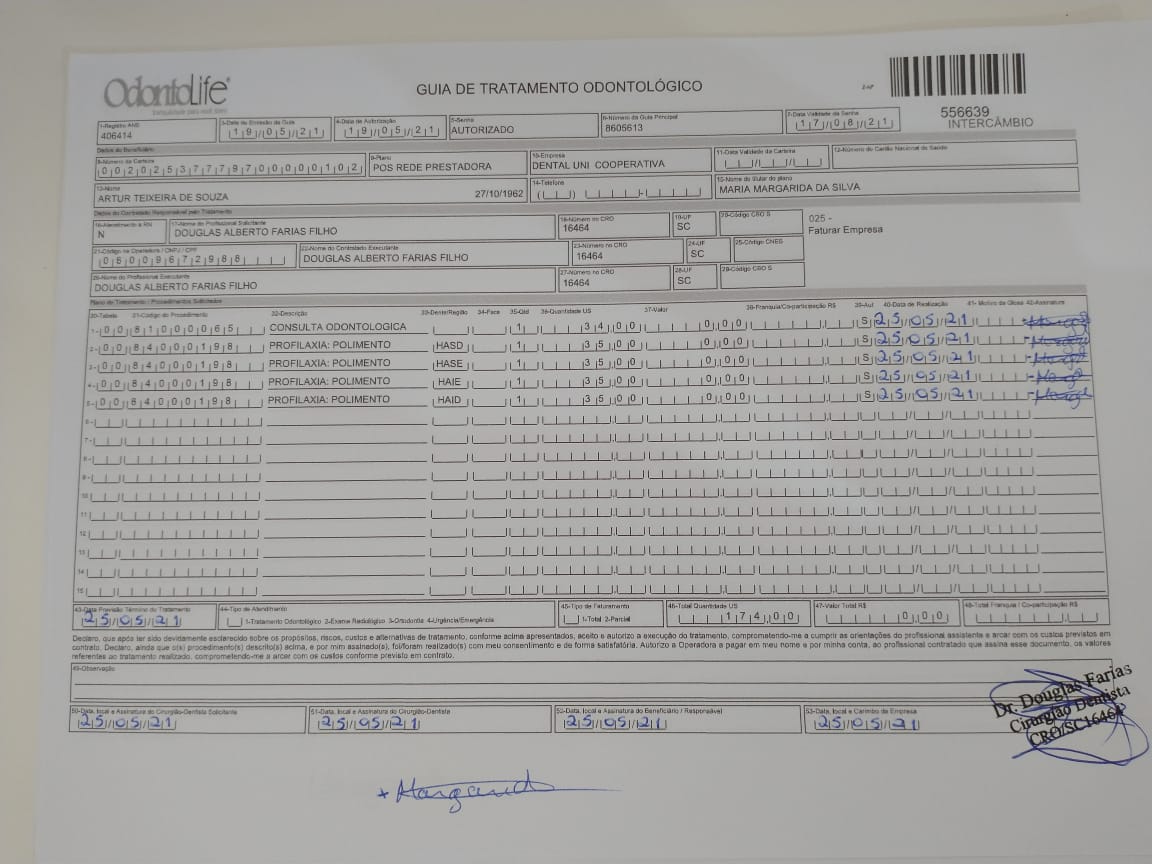 OdontoLife®
GUIA DE TRATAMENTO ODONTOLÓGICO
556639
INTERCÂMBIO
1-Registro ANS
406414
3-Data de Emissão da Guia
19/05/21
4-Data de Autorização
19/05/21
5-Senha
AUTORIZADO
6-Número da Guia Principal
8605613
7-Data Validade da Senha
17/08/21
Dados do Beneficiário
8-Número da Carteira
00202537779700000102
9-Plano
POS REDE PRESTADORA
10-Empresa
DENTAL UNI COOPERATIVA
11-Data Validade da Carteira
12-Número do Cartão Nacional de Saúde
13-Nome
ARTUR TEIXEIRA DE SOUZA 27/10/1962
14-Telefone
15-Nome do titular do plano
MARIA MARGARIDA DA SILVA
Dados do Contratado Responsável pelo Tratamento
16-Atendimento a RN
N
17-Nome do Profissional Solicitante
DOUGLAS ALBERTO FARIAS FILHO
18-Número no CRO
16464
19-UF
SC
20-Código CBO S
025 -
Faturar Empresa
21-Código na Operadora / CNPJ / CPF
05009672988
22-Nome do Contratado Executante
DOUGLAS ALBERTO FARIAS FILHO
23-Número no CRO
16464
24-UF
SC
25-Código CNES
26-Nome do Profissional Executante
DOUGLAS ALBERTO FARIAS FILHO
27-Número no CRO
16464
28-UF
SC
29-Código CBO S
Plano de Tratamento / Procedimentos Solicitados
30-Tabela 31-Código do Procedimento 32-Descrição 33-Dente/Região 34-Face 35-Qtd 36-Quantidade US 37-Valor 38-Franquia/Co-participação R$ 39-Aut 40-Data de Realização 41- Motivo da Glosa 42-Assinatura
1- 00 81000065 CONSULTA ODONTOLOGICA 1 34,00 0,00 S 25/05/21
2- 00 84000198 PROFILAXIA: POLIMENTO HASD 1 35,00 0,00 S 25/05/21
3- 00 84000198 PROFILAXIA: POLIMENTO HASE 1 35,00 0,00 S 25/05/21
4- 00 84000198 PROFILAXIA: POLIMENTO HAIE 1 35,00 0,00 S 25/05/21
5- 00 84000198 PROFILAXIA: POLIMENTO HAID 1 35,00 0,00 S 25/05/21
6-
7-
8-
9-
10
11
12
13
14
15
43-Data Previsão Término do Tratamento
25/05/21
44-Tipo de Atendimento
1-Tratamento Odontológico 2-Exame Radiológico 3-Ortodontia 4-Urgência/Emergência
45-Tipo de Faturamento
1-Total 2-Parcial
46-Total Quantidade US
174,00
47-Valor Total R$
0,00
48-Total Franquia / Co-participação R$
Declaro, que após ter sido devidamente esclarecido sobre os propósitos, riscos, custos e alternativas de tratamento, conforme acima apresentados, aceito e autorizo a execução do tratamento, comprometendo-me a cumprir as orientações do profissional assistente e arcar com os custos previstos em
contrato. Declaro, ainda que o(s) procedimento(s) descrito(s) acima, e por mim assinado(s), foi/foram realizado(s) com meu consentimento e de forma satisfatória. Autorizo a Operadora a pagar em meu nome e por minha conta, ao profissional contratado que assina esse documento, os valores
referentes ao tratamento realizado, comprometendo-me a arcar com os custos conforme previsto em contrato.
49-Observação
50-Data, local e Assinatura do Cirurgião-Dentista Solicitante
25/05/21
51-Data, local e Assinatura do Cirurgião-Dentista
25/05/21
52-Data, local e Assinatura do Beneficiário / Responsável
25/05/21
53-Data, local e Carimbo da Empresa
25/05/21
Dr. Douglas Farias
Cirurgião Dentista
CRO/SC16464